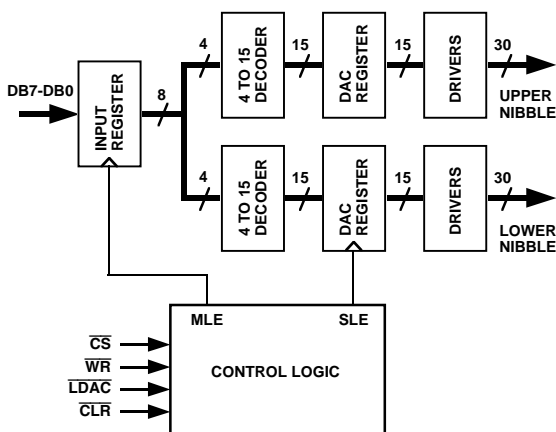 4
15
15
30
DB7-DB0
8
INPUT
REGISTER
4 TO 15
DECODER
DAC
REGISTER
DRIVERS
UPPER
NIBBLE
4
15
15
30
4 TO 15
DECODER
DAC
REGISTER
DRIVERS
LOWER
NIBBLE
MLE
SLE
CS
WR
LDAC
CLR
CONTROL LOGIC